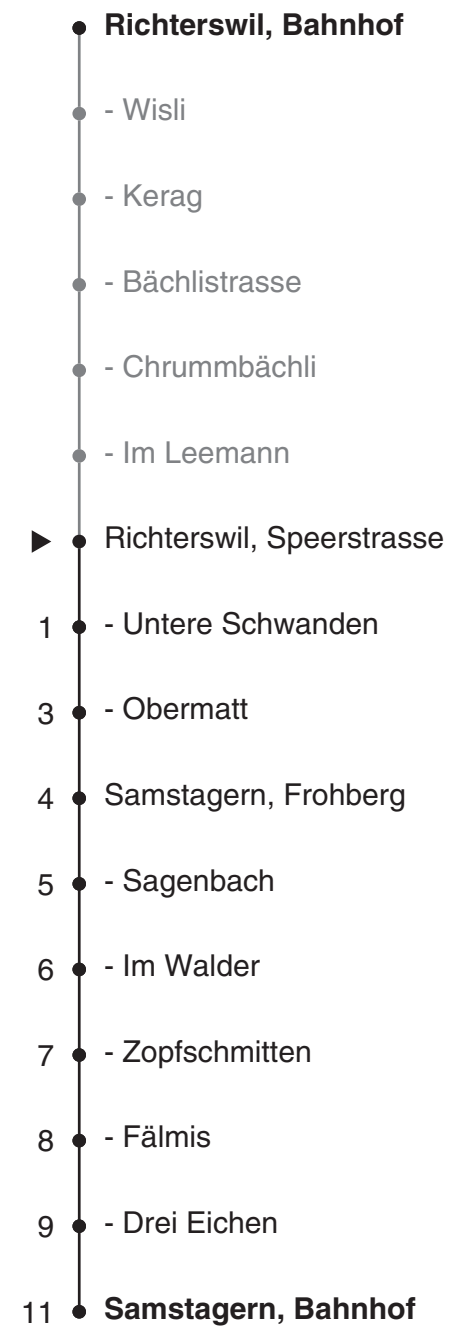 Richterswil, Bahnhof
- Wisli
- Kerag
- Bächlistrasse
- Chrummbächli
- Im Leemann
Richterswil, Speerstrasse
1 - Untere Schwanden
3 - Obermatt
4 Samstagern, Frohberg
5 - Sagenbach
6 - Im Walder
7 - Zopfschmitten
8 - Fälmis
9 - Drei Eichen
11 Samstagern, Bahnhof